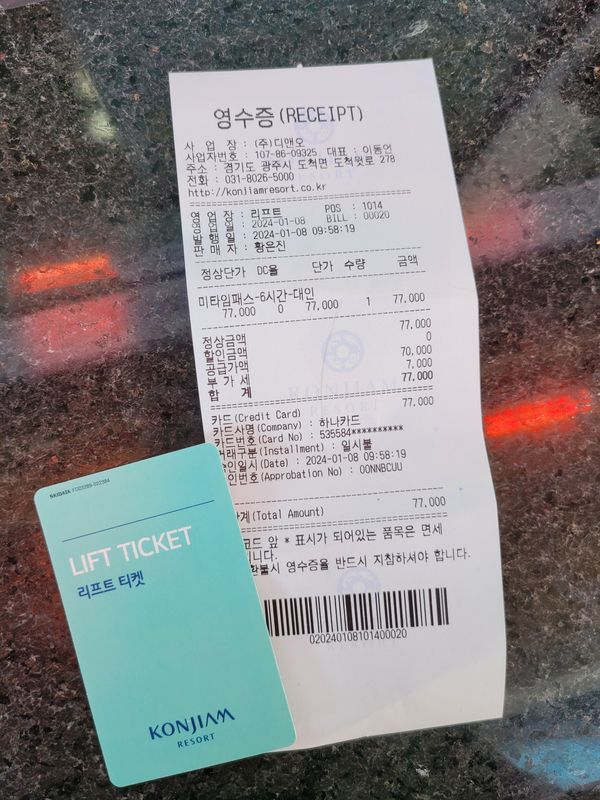 영수증(RECEIPT)
사 업 장 : (주)디앤오
사업자번호 : 107-86-09325 대표 : 이동언
주소 : 경기도 광주시 도척면 도척윗로 278
전화 : 031-8026-5000
http://konjiamresort.co.kr
영 업 장 : 리프트 POS : 1014
영 업 일 : 2024-01-08 BILL : 00020
발 행 일 : 2024-01-08 09:58:19
판 매 자 : 황은진
정상단가 DC율 단가 수량 금액
미타임패스-6시간-대인
77,000 0 77,000 1 77,000
정상금액 77,000
할인금액 0
공급가액 70,000
부 가 세 7,000
합 계 77,000
카드(Credit Card) 77,000
카드사명(Company) : 하나카드
카드번호(Card No) : 535584**********
거래구분(Installment) : 일시불
승인일시(Date) : 2024-01-08 09:58:19
인번호(Approbation No) : 00NNBCUU
계(Total Amount) 77,000
코드 앞 * 표시가 되어있는 품목은 면세
니다.
환불시 영수증을 반드시 지참하셔야 합니다.
020240108101400020
KONJIAM
RESORT
LIFT TICKET
리프트 티켓
KONJIAM
RESORT